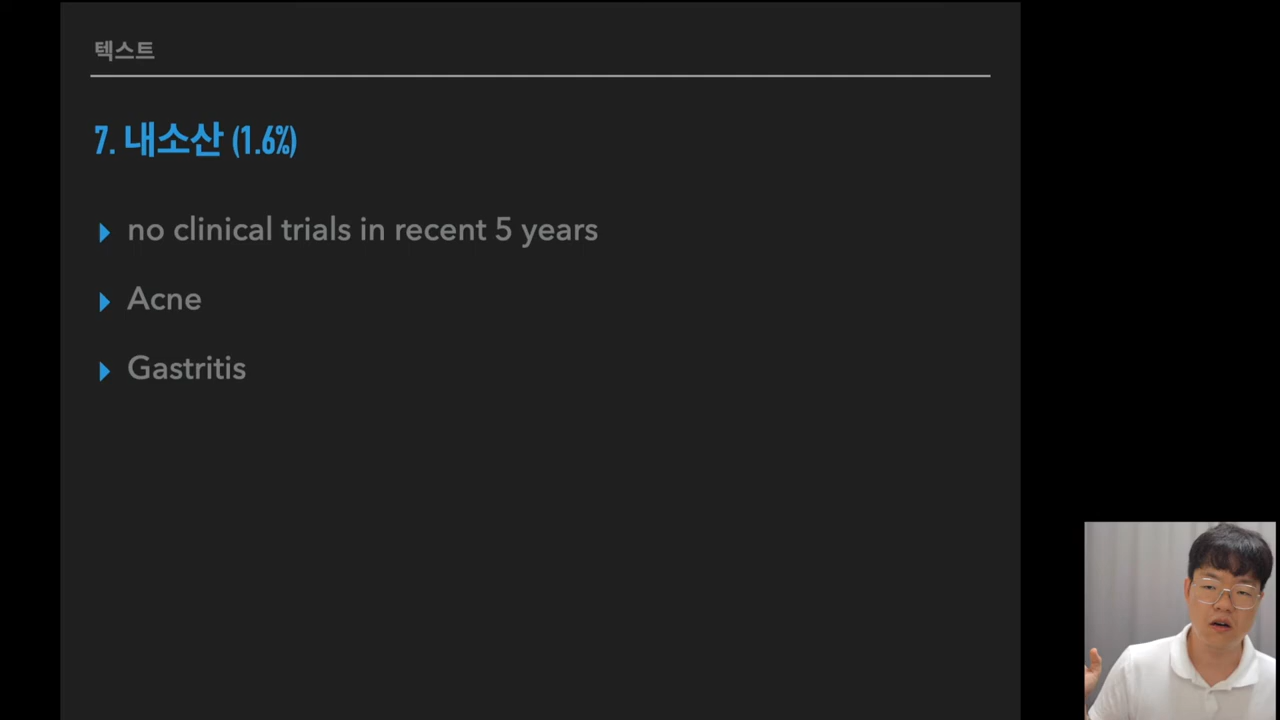 텍스트
7. 내소산 (1.6%)
no clinical trials in recent 5 years
Acne
Gastritis